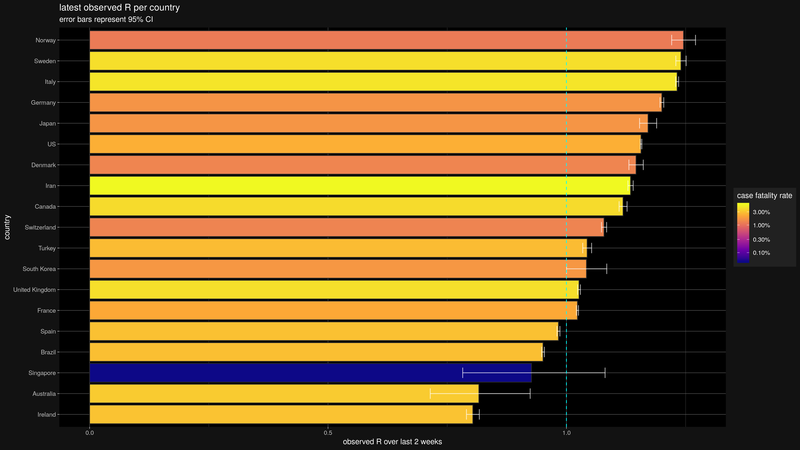 latest observed R per country
error bars represent 95% CI
Norway
Sweden
Italy
Germany
Japan
US
Denmark
Iran
Canada
Switzerland
Turkey
South Korea
United Kingdom
France
Spain
Brazil
Singapore
Australia
Ireland
country
0.0
0.5
1.0
observed R over last 2 weeks
case fatality rate
3.00%
1.00%
0.30%
0.10%